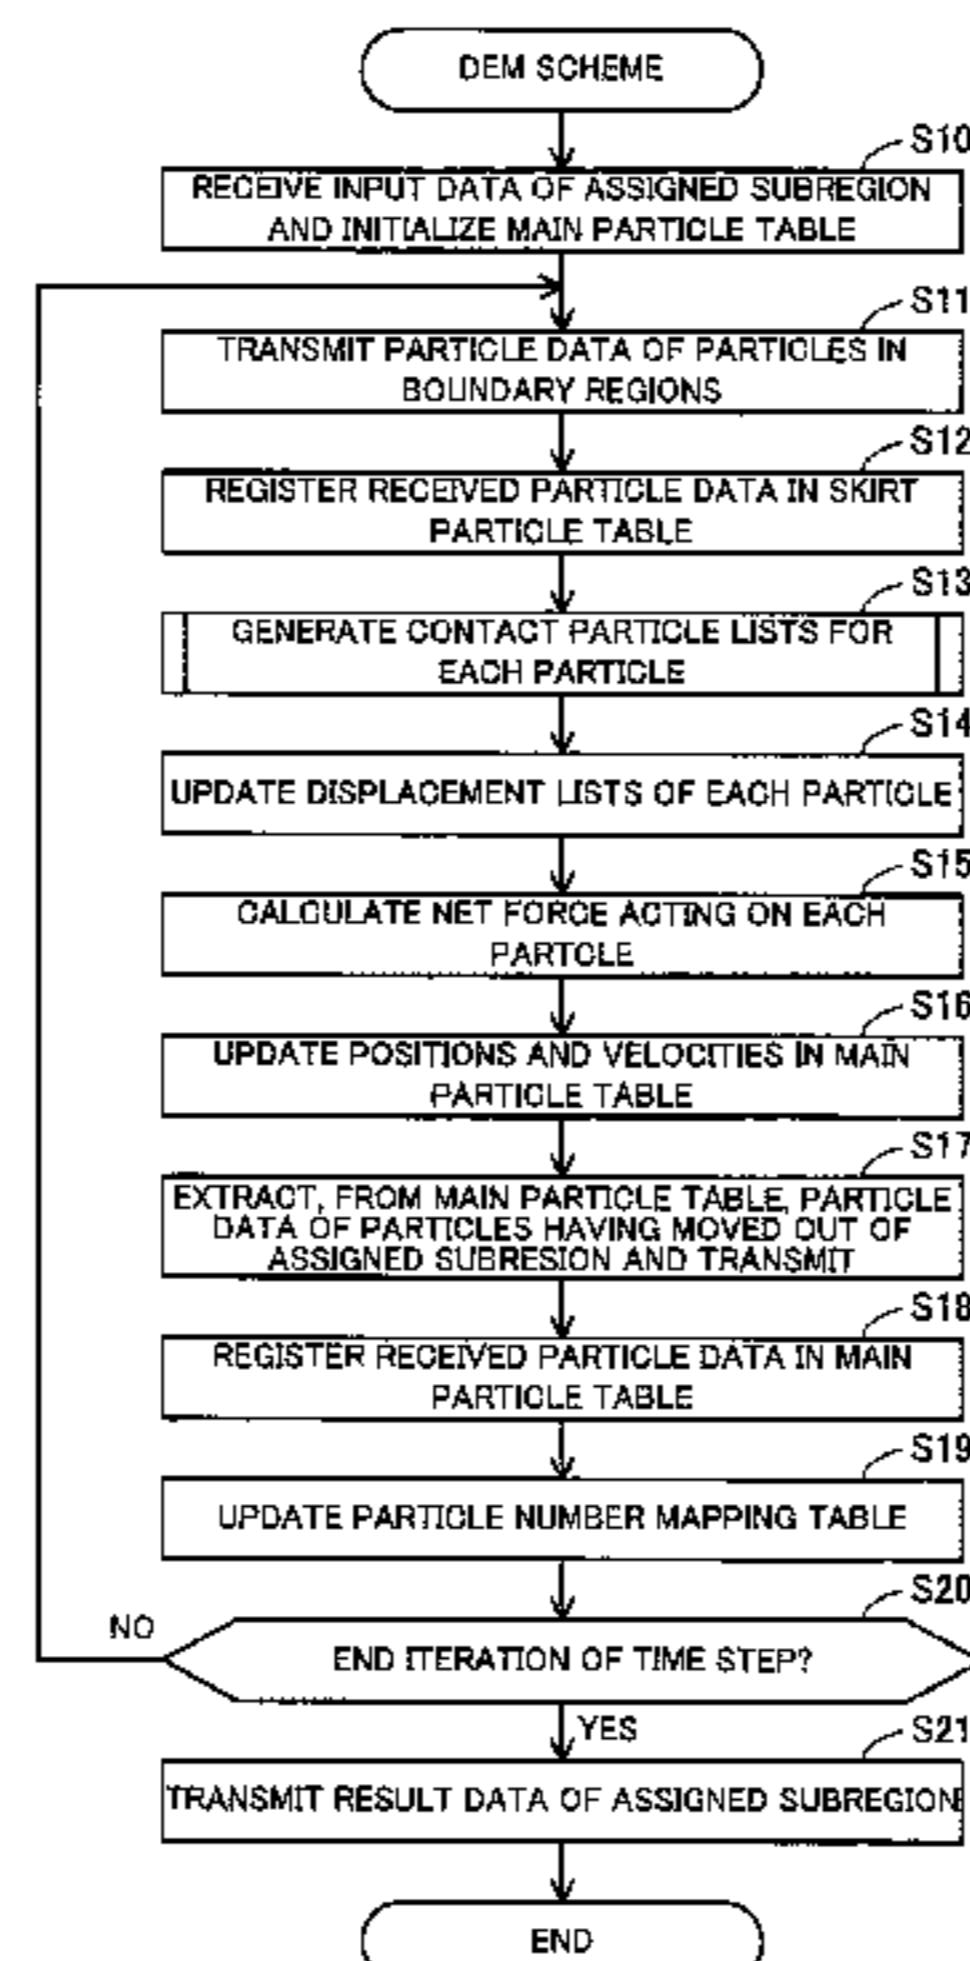 DEM SCHEME
S10
RECEIVE INPUT DATA OF ASSIGNED SUBREGION
AND INITIALIZE MAIN PARTICLE TABLE
S11
TRANSMIT PARTICLE DATA OF PARTICLES IN
BOUNDARY REGIONS
S12
REGISTER RECEIVED PARTICLE DATA IN SKIRT
PARTICLE TABLE
S13
GENERATE CONTACT PARTICLE LISTS FOR
EACH PARTICLE
S14
UPDATE DISPLACEMENT LISTS OF EACH PARTICLE
S15
CALCULATE NET FORCE ACTING ON EACH
PARTCLE
S16
UPDATE POSITIONS AND VELOCITIES IN MAIN
PARTICLE TABLE
S17
EXTRACT, FROM MAIN PARTICLE TABLE, PARTICLE
DATA OF PARTICLES HAVING MOVED OUT OF
ASSIGNED SUBRESION AND TRANSMIT
S18
REGISTER RECEIVED PARTICLE DATA IN MAIN
PARTICLE TABLE
S19
UPDATE PARTICLE NUMBER MAPPING TABLE
S20
NO
END ITERATION OF TIME STEP?
YES
S21
TRANSMIT RESULT DATA OF ASSIGNED SUBREGION
END